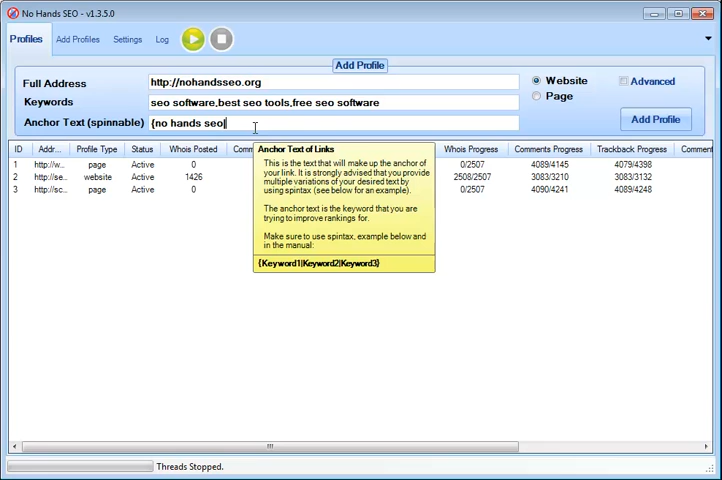 No Hands SEO - v1.3.5.0
Profiles Add Profiles Settings Log
Add Profile
Full Address http://nohandsseo.org Website Advanced
Keywords seo software,best seo tools,free seo software Page
Anchor Text (spinnable) {no hands seo| Add Profile
ID Addr... Profile Type Status Whois Posted Comm Whois Progress Comments Progress Trackback Progress Comment
1 http://w... page Active 0 0/2507 4089/4145 4079/4398
2 http://se... website Active 1426 2508/2507 3083/3210 3083/3132
3 http://sc... page Active 0 0/2507 4090/4241 4089/4248
Anchor Text of Links
This is the text that will make up the anchor of
your link. It is strongly advised that you provide
multiple variations of your desired text by
using spintax (see below for an example).
The anchor text is the keyword that you are
trying to improve rankings for.
Make sure to use spintax, example below and
in the manual:
{Keyword1|Keyword2|Keyword3}
Threads Stopped.